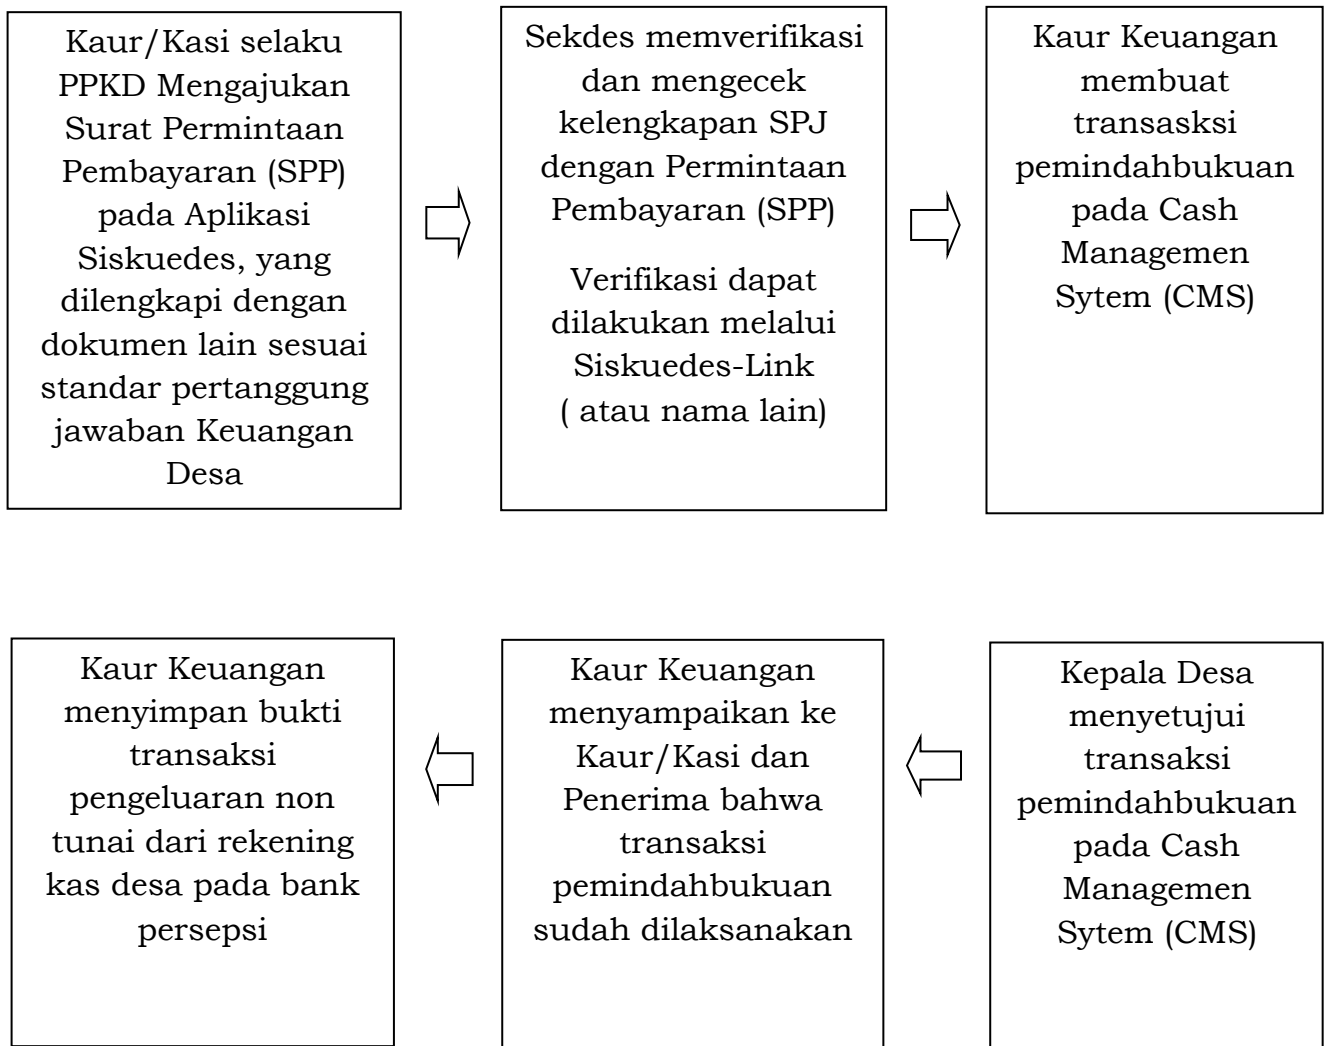 Kaur/Kasi selaku
PPKD Mengajukan
Surat Permintaan
Pembayaran (SPP)
pada Aplikasi
Siskuedes, yang
dilengkapi dengan
dokumen lain sesuai
standar pertanggung
jawaban Keuangan
Desa
Sekdes memverifikasi
dan mengecek
kelengkapan SPJ
dengan Permintaan
Pembayaran (SPP)
Verifikasi dapat
dilakukan melalui
Siskuedes-Link
( atau nama lain)
Kaur Keuangan
membuat
transasksi
pemindahbukuan
pada Cash
Managemen
Sytem (CMS)
Kepala Desa
menyetujui
transaksi
pemindahbukuan
pada Cash
Managemen
Sytem (CMS)
Kaur Keuangan
menyampaikan ke
Kaur/Kasi dan
Penerima bahwa
transaksi
pemindahbukuan
sudah dilaksanakan
Kaur Keuangan
menyimpan bukti
transaksi
pengeluaran non
tunai dari rekening
kas desa pada bank
persepsi